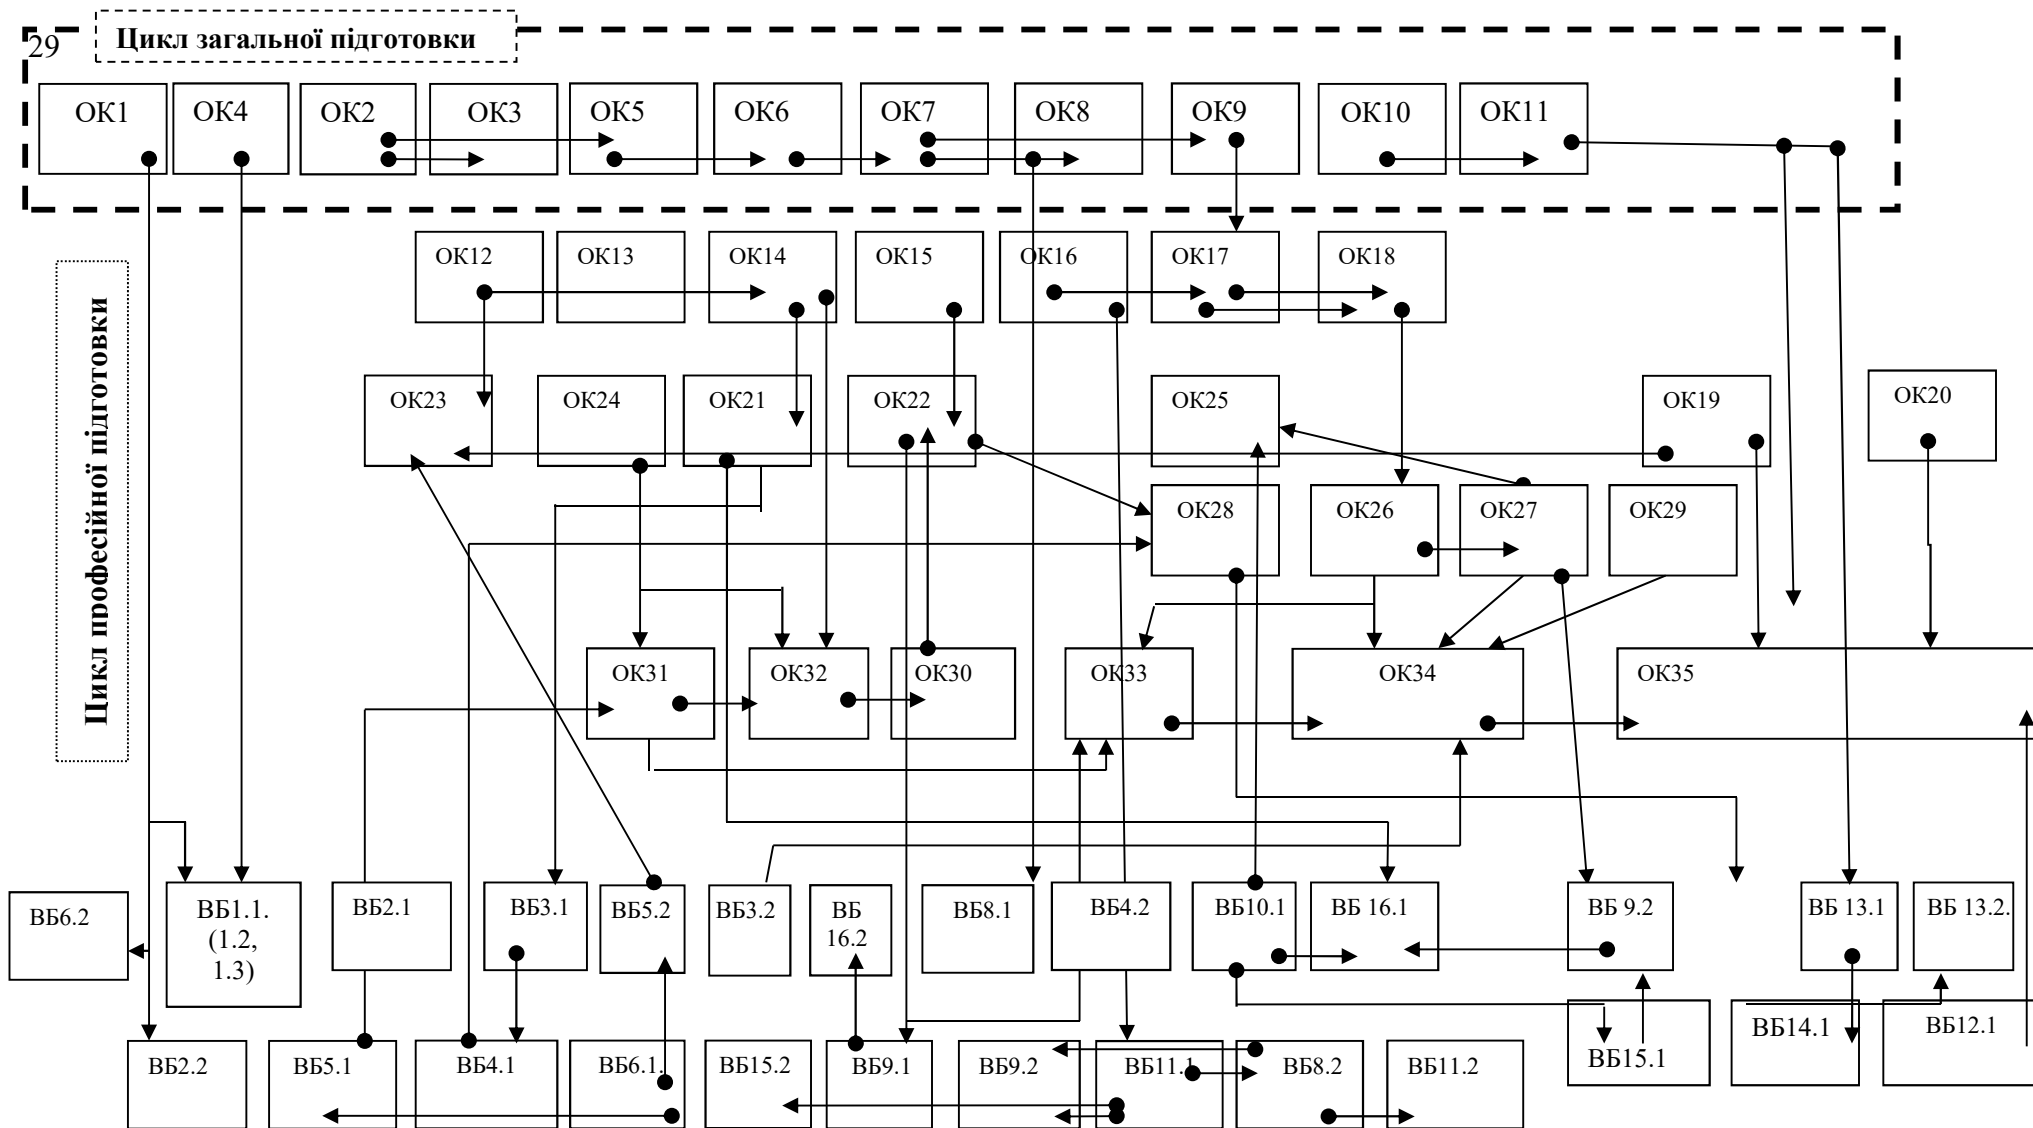 29
Цикл загальної підготовки
ОК1
ОК4
ОК2
ОК3
ОК5
ОК6
ОК7
ОК8
ОК9
ОК10
ОК11
Цикл професійної підготовки
ОК12
ОК13
ОК14
ОК15
ОК16
ОК17
ОК18
ОК23
ОК24
ОК21
ОК22
ОК25
ОК19
ОК20
ОК28
ОК26
ОК27
ОК29
ОК31
ОК32
ОК30
ОК33
ОК34
ОК35
ВБ6.2
ВБ1.1.
(1.2,
1.3)
ВБ2.1
ВБ3.1
ВБ5.2
ВБ3.2
ВБ
16.2
ВБ8.1
ВБ4.2
ВБ10.1
ВБ 16.1
ВБ 9.2
ВБ 13.1
ВБ 13.2.
ВБ2.2
ВБ5.1
ВБ4.1
ВБ6.1.
ВБ15.2
ВБ9.1
ВБ9.2
ВБ11.1
ВБ8.2
ВБ11.2
ВБ15.1
ВБ14.1
ВБ12.1